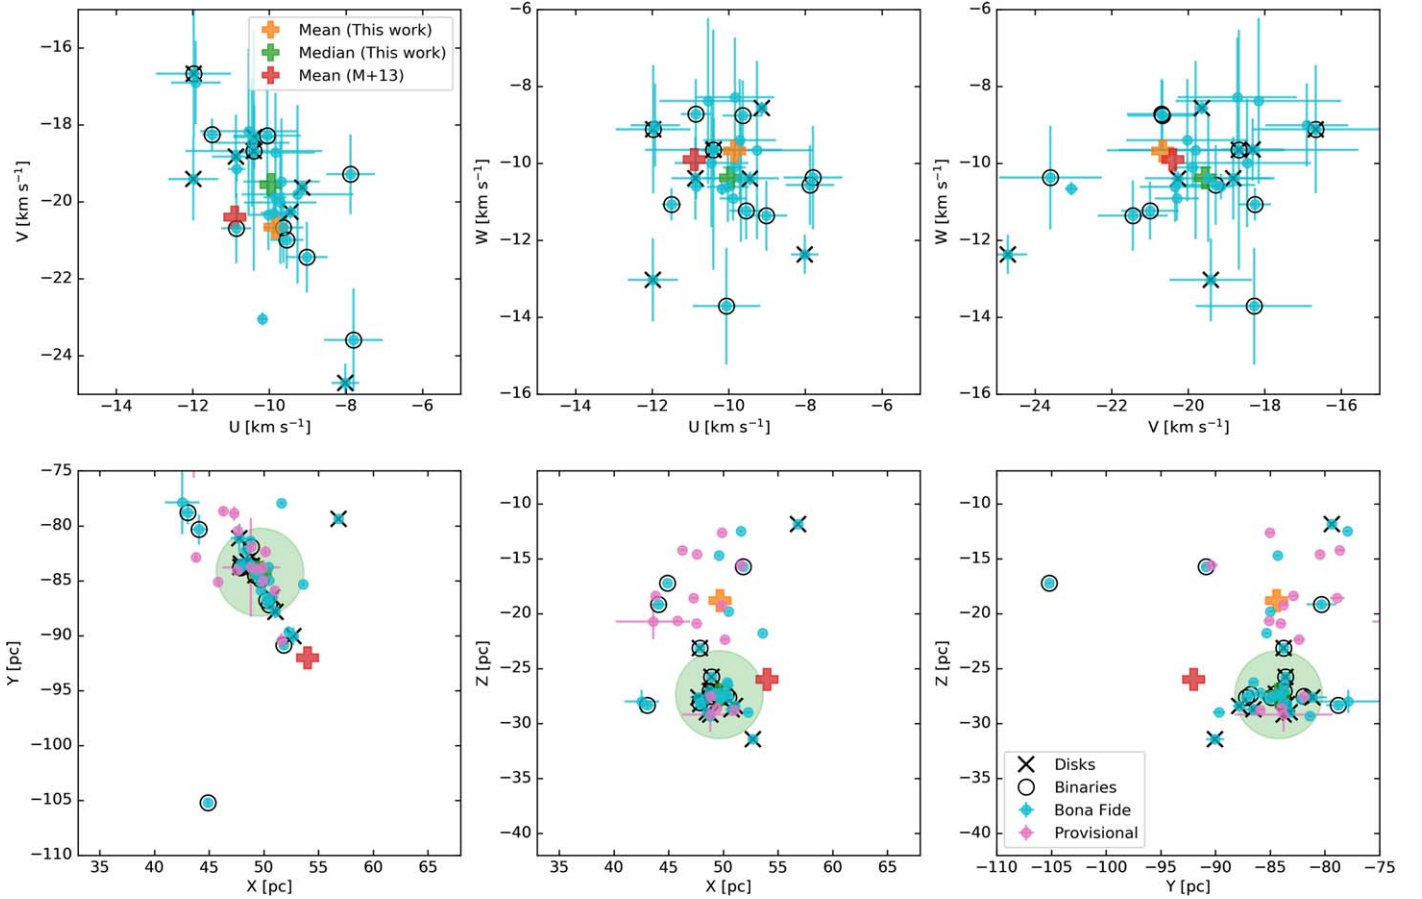 Mean (This work)
Median (This work)
Mean (M+13)
−16
−18
−20
−22
−24
V [km s⁻¹]
−14 −12 −10 −8 −6
U [km s⁻¹]
−6
−8
−10
−12
−14
−16
W [km s⁻¹]
−14 −12 −10 −8 −6
U [km s⁻¹]
−6
−8
−10
−12
−14
−16
W [km s⁻¹]
−24 −22 −20 −18 −16
V [km s⁻¹]
−75
−80
−85
−90
−95
−100
−105
−110
Y [pc]
35 40 45 50 55 60 65
X [pc]
−10
−15
−20
−25
−30
−35
−40
Z [pc]
35 40 45 50 55 60 65
X [pc]
−10
−15
−20
−25
−30
−35
−40
Z [pc]
Disks
Binaries
Bona Fide
Provisional
−110 −100 −95 −90 −85 −80 −75
Y [pc]